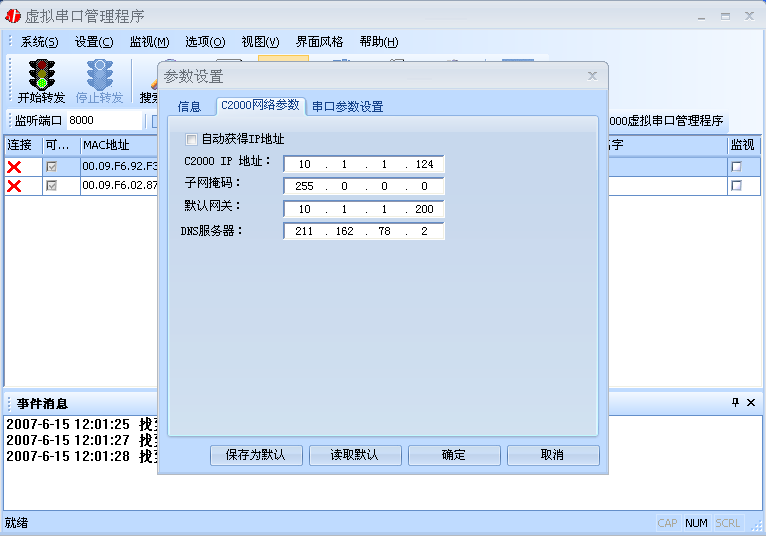 虚拟串口管理程序
系统(S) 设置(C) 监视(M) 选项(O) 视图(V) 界面风格 帮助(H)
开始转发 停止转发 搜索
监听端口 8000 000虚拟串口管理程序
连接 可... MAC地址 名字 监视
00.09.F6.92.F3
00.09.F6.02.87
参数设置
信息 C2000网络参数 串口参数设置
自动获得IP地址
C2000 IP 地址： 10 . 1 . 1 . 124
子网掩码： 255 . 0 . 0 . 0
默认网关： 10 . 1 . 1 . 200
DNS服务器： 211 . 162 . 78 . 2
保存为默认 读取默认 确定 取消
事件消息
2007-6-15 12:01:25 找
2007-6-15 12:01:27 找
2007-6-15 12:01:28 找
就绪 CAP NUM SCRL